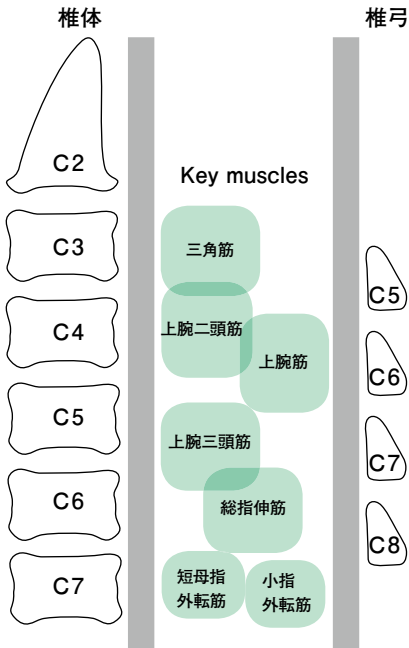 椎体
椎弓
C2
Key muscles
C3
三角筋
C5
C4
上腕二頭筋
上腕筋
C6
C5
上腕三頭筋
C7
C6
総指伸筋
C8
C7
短母指
外転筋
小指
外転筋